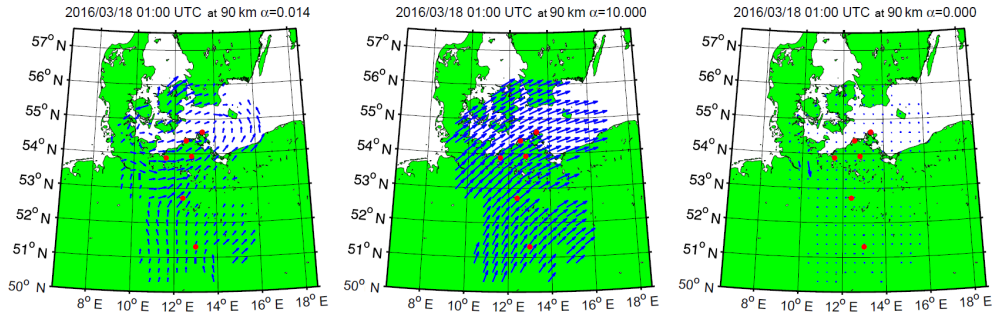 2016/03/18 01:00 UTC at 90 km α=0.014
57° N
56° N
55° N
54° N
53° N
52° N
51° N
50° N
8° E 10° E 12° E 14° E 16° E 18° E
2016/03/18 01:00 UTC at 90 km α=10.000
57° N
56° N
55° N
54° N
53° N
52° N
51° N
50° N
8° E 10° E 12° E 14° E 16° E 18° E
2016/03/18 01:00 UTC at 90 km α=0.000
57° N
56° N
55° N
54° N
53° N
52° N
51° N
50° N
8° E 10° E 12° E 14° E 16° E 18° E